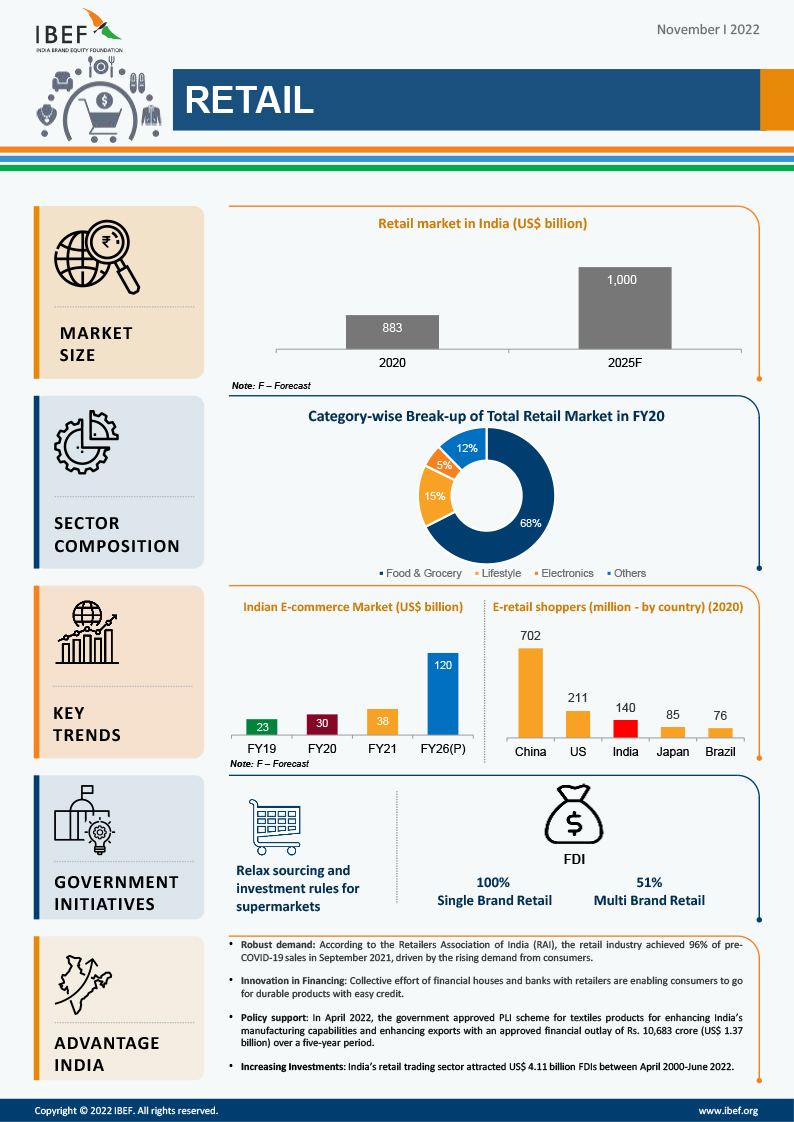 IBEF
INDIA BRAND EQUITY FOUNDATION
November I 2022
RETAIL
MARKET
SIZE
Retail market in India (US$ billion)
883
1,000
2020
2025F
Note: F – Forecast
SECTOR
COMPOSITION
Category-wise Break-up of Total Retail Market in FY20
12%
5%
15%
68%
Food & Grocery
Lifestyle
Electronics
Others
KEY
TRENDS
Indian E-commerce Market (US$ billion)
23
30
38
120
FY19
FY20
FY21
FY26(P)
Note: F – Forecast
E-retail shoppers (million - by country) (2020)
702
211
140
85
76
China
US
India
Japan
Brazil
GOVERNMENT
INITIATIVES
Relax sourcing and
investment rules for
supermarkets
$
FDI
100%
Single Brand Retail
51%
Multi Brand Retail
ADVANTAGE
INDIA
• Robust demand: According to the Retailers Association of India (RAI), the retail industry achieved 96% of pre-
COVID-19 sales in September 2021, driven by the rising demand from consumers.
• Innovation in Financing: Collective effort of financial houses and banks with retailers are enabling consumers to go
for durable products with easy credit.
• Policy support: In April 2022, the government approved PLI scheme for textiles products for enhancing India's
manufacturing capabilities and enhancing exports with an approved financial outlay of Rs. 10,683 crore (US$ 1.37
billion) over a five-year period.
• Increasing Investments: India's retail trading sector attracted US$ 4.11 billion FDIs between April 2000-June 2022.
Copyright © 2022 IBEF. All rights reserved.
www.ibef.org